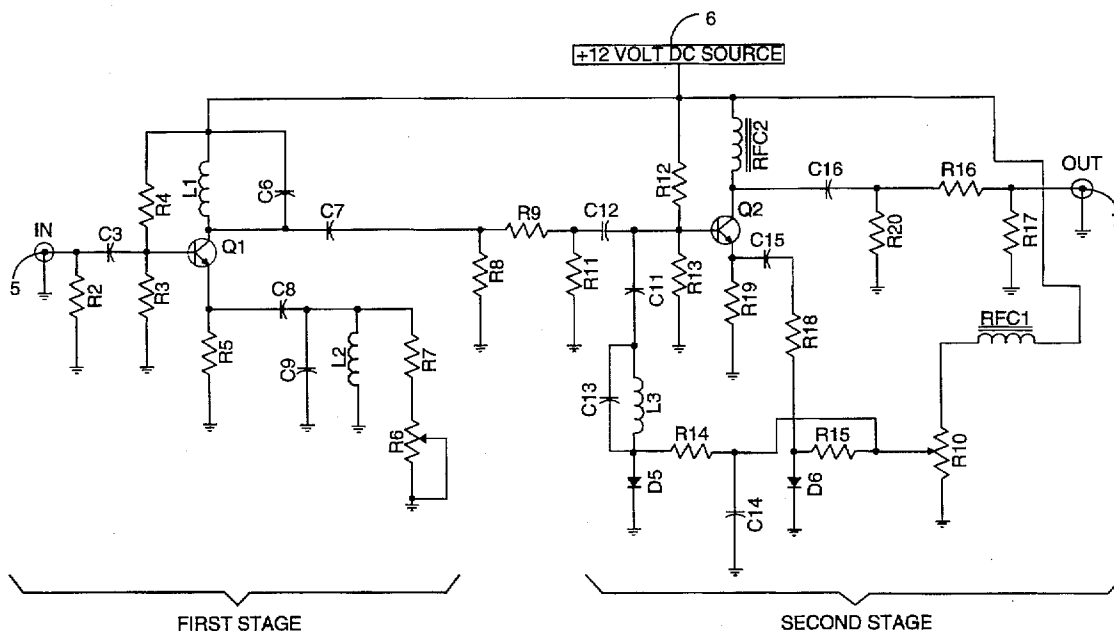 6
+12 VOLT DC SOURCE
RFC2
R4
L1
C6
R12
C16
R16
OUT
IN
C3
Q1
C7
R9
C12
Q2
C15
R20
R17
5
R2
R3
C8
R8
R11
C11
R13
R19
R18
RFC1
R5
C9
L2
R7
C13
L3
R14
R15
R10
R6
D5
C14
D6
FIRST STAGE
SECOND STAGE